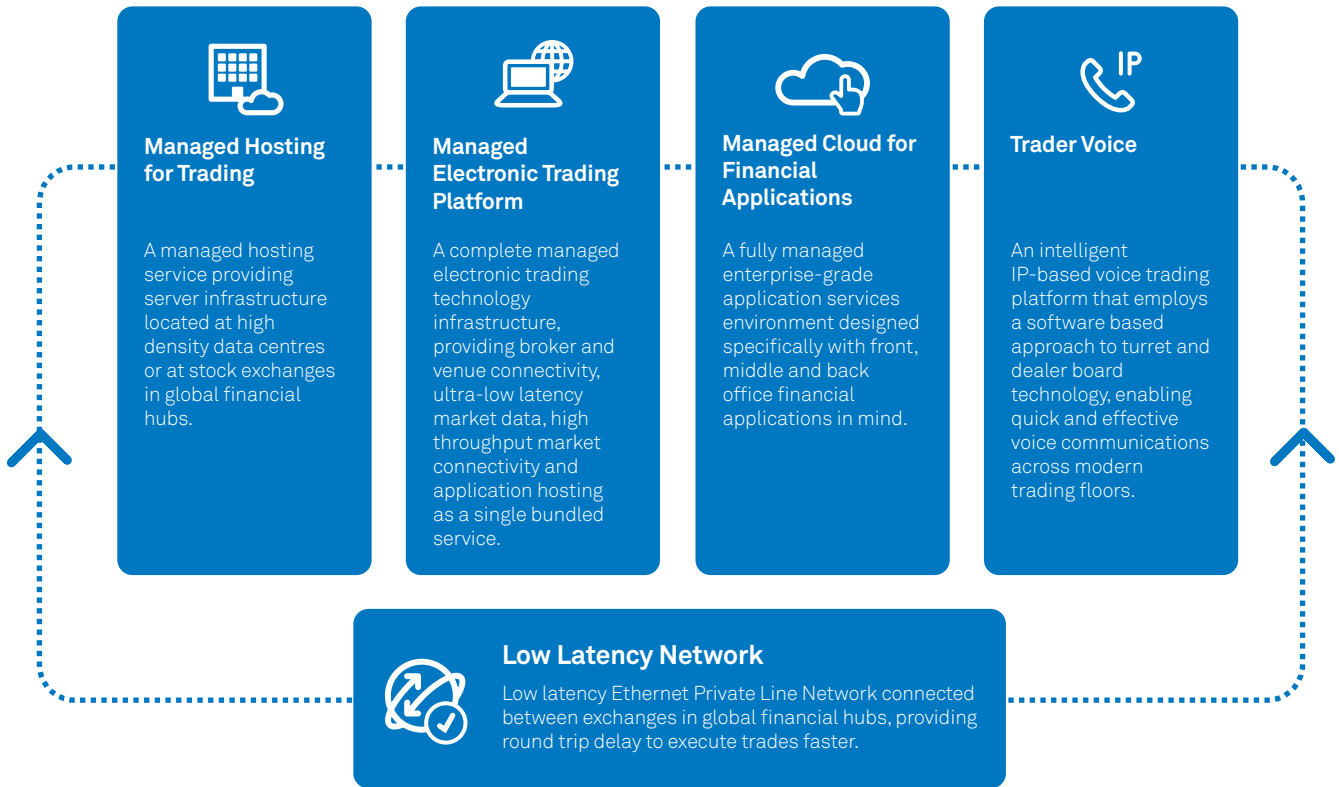 Managed Hosting
for Trading
A managed hosting
service providing
server infrastructure
located at high
density data centres
or at stock exchanges
in global financial
hubs.
Managed
Electronic Trading
Platform
A complete managed
electronic trading
technology
infrastructure,
providing broker and
venue connectivity,
ultra-low latency
market data, high
throughput market
connectivity and
application hosting
as a single bundled
service.
Managed Cloud for
Financial
Applications
A fully managed
enterprise-grade
application services
environment designed
specifically with front,
middle and back
office financial
applications in mind.
IP
Trader Voice
An intelligent
IP-based voice trading
platform that employs
a software based
approach to turret and
dealer board
technology, enabling
quick and effective
voice communications
across modern
trading floors.
Low Latency Network
Low latency Ethernet Private Line Network connected
between exchanges in global financial hubs, providing
round trip delay to execute trades faster.